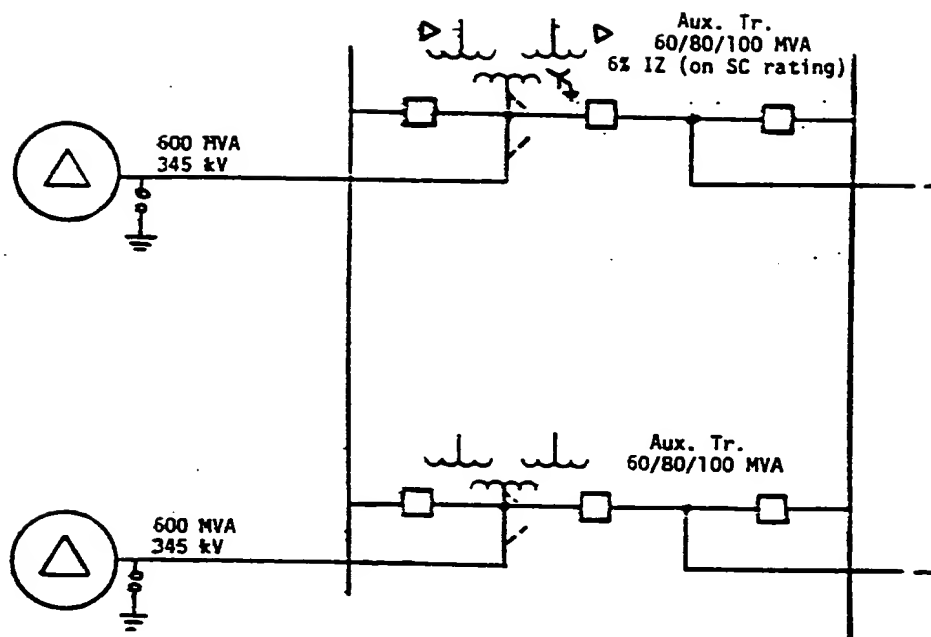 Aux. Tr.
60/80/100 MVA
6% IZ (on SC rating)
600 MVA
345 kV
Aux. Tr.
60/80/100 MVA
600 MVA
345 kV